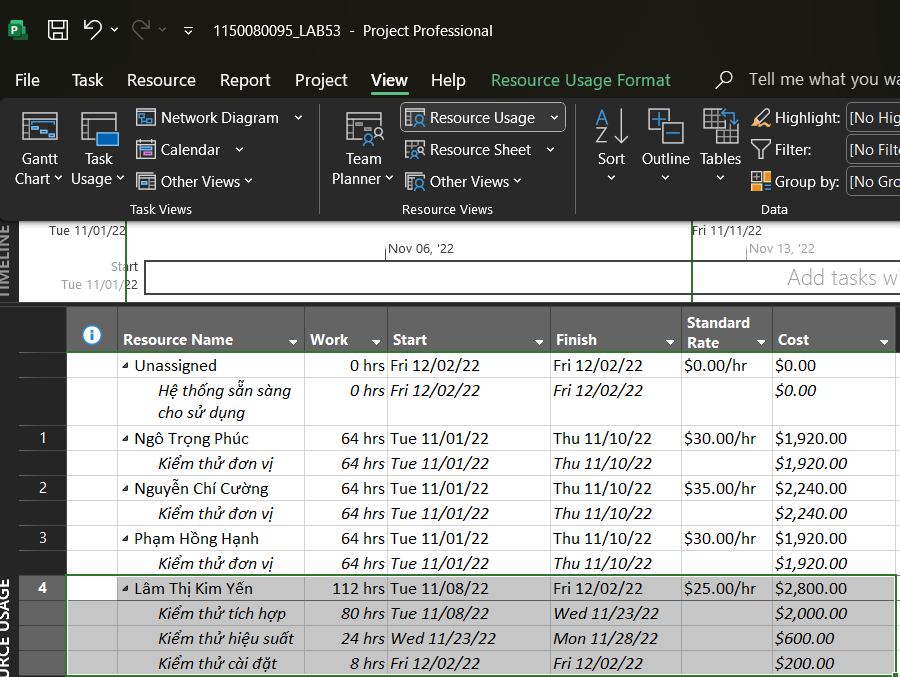 1150080095_LAB53 - Project Professional
File Task Resource Report Project View Help Resource Usage Format Tell me what you wa
Network Diagram
Resource Usage
Highlight: [No Hig
Calendar
Resource Sheet
Filter: [No Filt
Gantt Chart
Task Usage
Other Views
Team Planner
Other Views
Sort
Outline
Tables
Group by: [No Gro
Task Views
Resource Views
Data
TIMELINE
Tue 11/01/22
Fri 11/11/22
Nov 06, '22
Nov 13, '22
Start
Tue 11/01/22
Add tasks wi
Resource Name Work Start Finish Standard Rate Cost
Unassigned 0 hrs Fri 12/02/22 Fri 12/02/22 $0.00/hr $0.00
Hệ thống sẵn sàng 0 hrs Fri 12/02/22 Fri 12/02/22 $0.00
cho sử dụng
1 Ngô Trọng Phúc 64 hrs Tue 11/01/22 Thu 11/10/22 $30.00/hr $1,920.00
Kiểm thử đơn vị 64 hrs Tue 11/01/22 Thu 11/10/22 $1,920.00
2 Nguyễn Chí Cường 64 hrs Tue 11/01/22 Thu 11/10/22 $35.00/hr $2,240.00
Kiểm thử đơn vị 64 hrs Tue 11/01/22 Thu 11/10/22 $2,240.00
3 Phạm Hồng Hạnh 64 hrs Tue 11/01/22 Thu 11/10/22 $30.00/hr $1,920.00
Kiểm thử đơn vị 64 hrs Tue 11/01/22 Thu 11/10/22 $1,920.00
4 Lâm Thị Kim Yến 112 hrs Tue 11/08/22 Fri 12/02/22 $25.00/hr $2,800.00
Kiểm thử tích hợp 80 hrs Tue 11/08/22 Wed 11/23/22 $2,000.00
Kiểm thử hiệu suất 24 hrs Wed 11/23/22 Mon 11/28/22 $600.00
Kiểm thử cài đặt 8 hrs Fri 12/02/22 Fri 12/02/22 $200.00
URCE USAGE